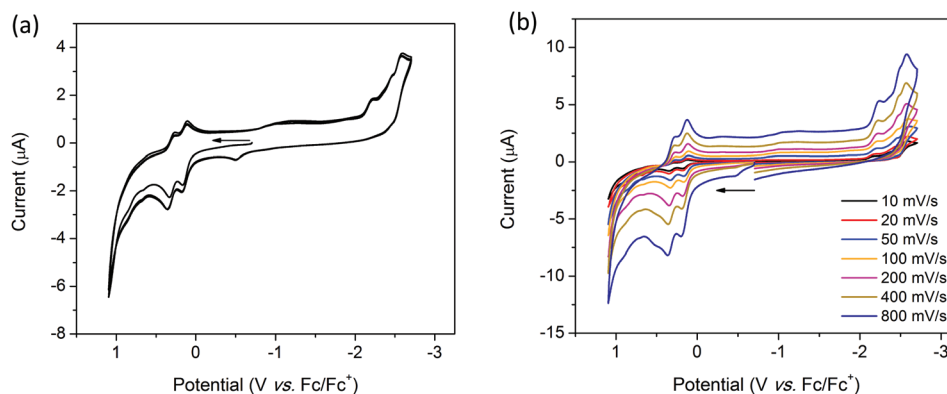 (a)
4
2
0
-2
-4
-6
-8
Current (μA)
1 0 -1 -2 -3
Potential (V vs. Fc/Fc⁺)
(b)
10
5
0
-5
-10
-15
Current (μA)
10 mV/s
20 mV/s
50 mV/s
100 mV/s
200 mV/s
400 mV/s
800 mV/s
1 0 -1 -2 -3
Potential (V vs. Fc/Fc⁺)